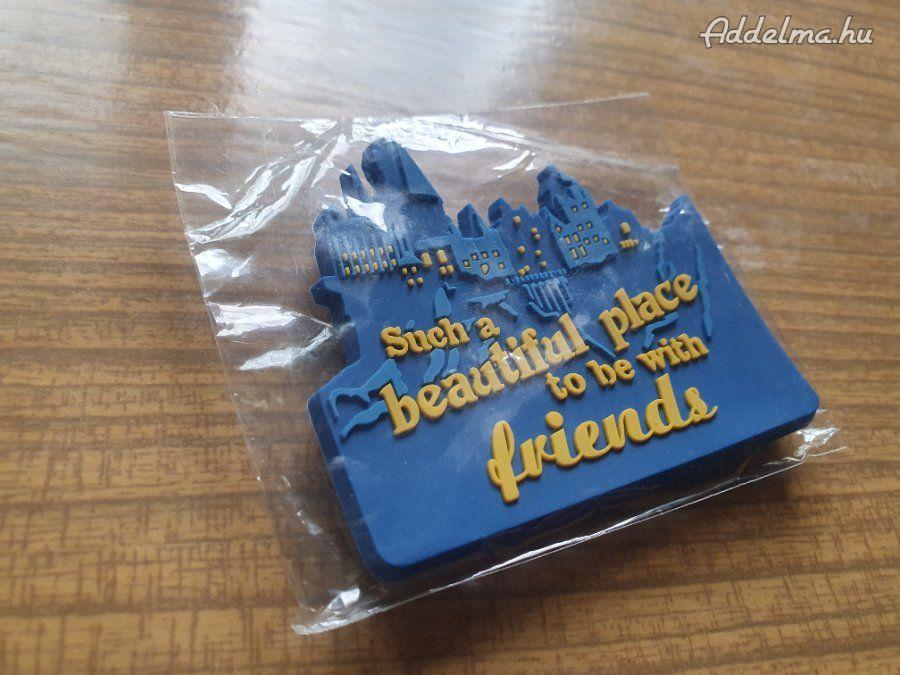 Addelma.hu
Such a
beautiful place
to be with
friends